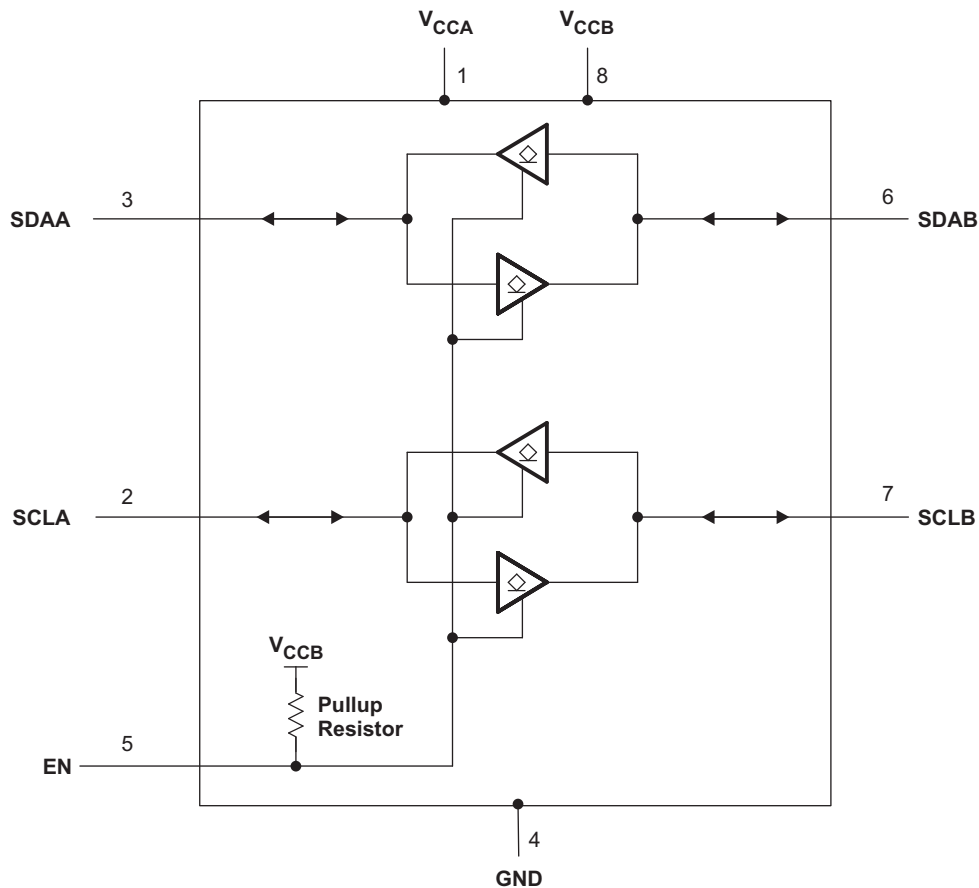 VCCA
VCCB
1
8
3
SDAA
6
SDAB
2
SCLA
7
SCLB
VCCB
Pullup
Resistor
5
EN
4
GND